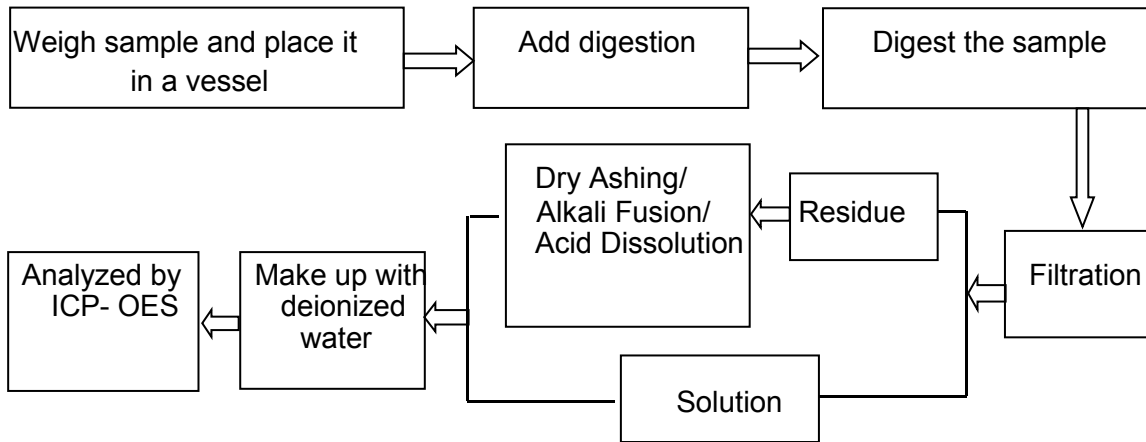 Weigh sample and place it
in a vessel
Add digestion
Digest the sample
Filtration
Residue
Dry Ashing/
Alkali Fusion/
Acid Dissolution
Solution
Make up with
deionized
water
Analyzed by
ICP- OES